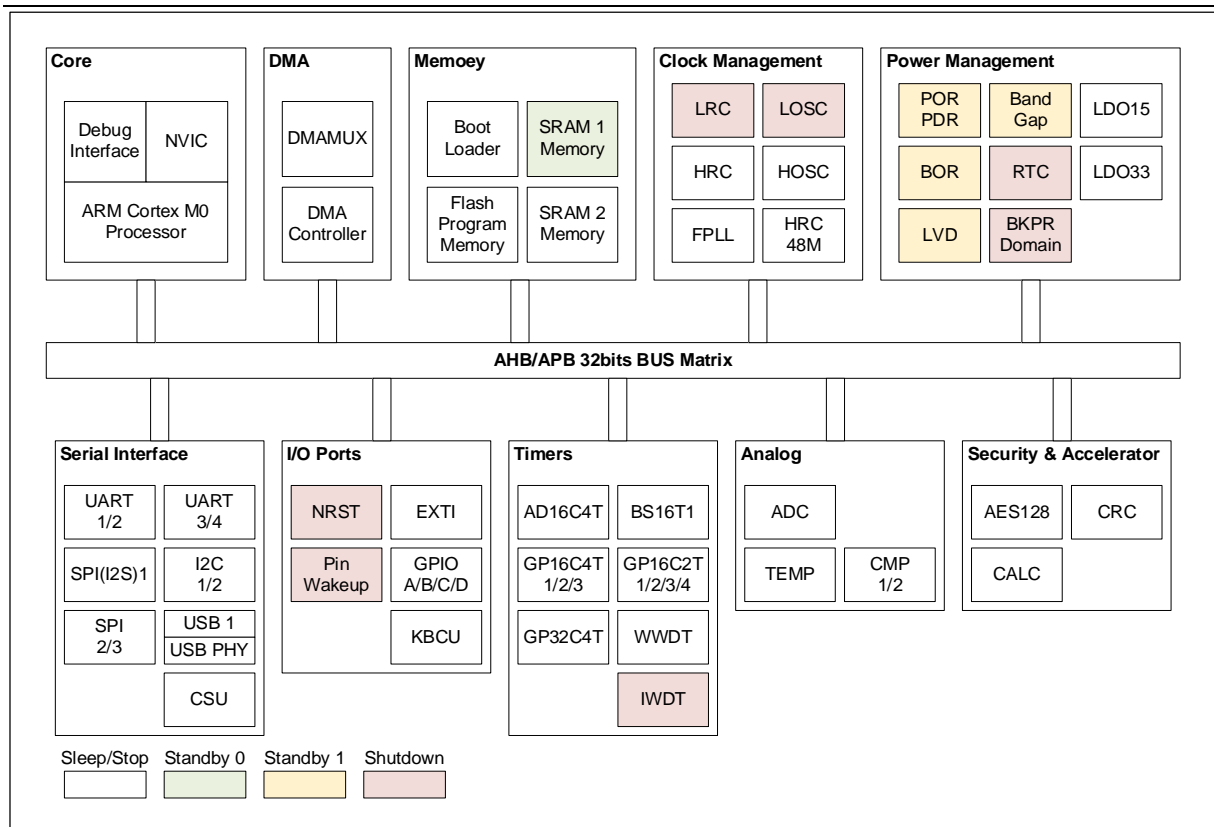 Core
Debug
Interface
NVIC
ARM Cortex M0
Processor
DMA
DMAMUX
DMA
Controller
Memoey
Boot
Loader
SRAM 1
Memory
Flash
Program
Memory
SRAM 2
Memory
Clock Management
LRC
LOSC
HRC
HOSC
FPLL
HRC
48M
Power Management
POR
PDR
Band
Gap
LDO15
BOR
RTC
LDO33
LVD
BKPR
Domain
AHB/APB 32bits BUS Matrix
Serial Interface
UART
1/2
UART
3/4
SPI(I2S)1
I2C
1/2
SPI
2/3
USB 1
USB PHY
CSU
I/O Ports
NRST
EXTI
Pin
Wakeup
GPIO
A/B/C/D
KBCU
Timers
AD16C4T
BS16T1
GP16C4T
1/2/3
GP16C2T
1/2/3/4
GP32C4T
WWDT
IWDT
Analog
ADC
TEMP
CMP
1/2
Security & Accelerator
AES128
CRC
CALC
Sleep/Stop
Standby 0
Standby 1
Shutdown